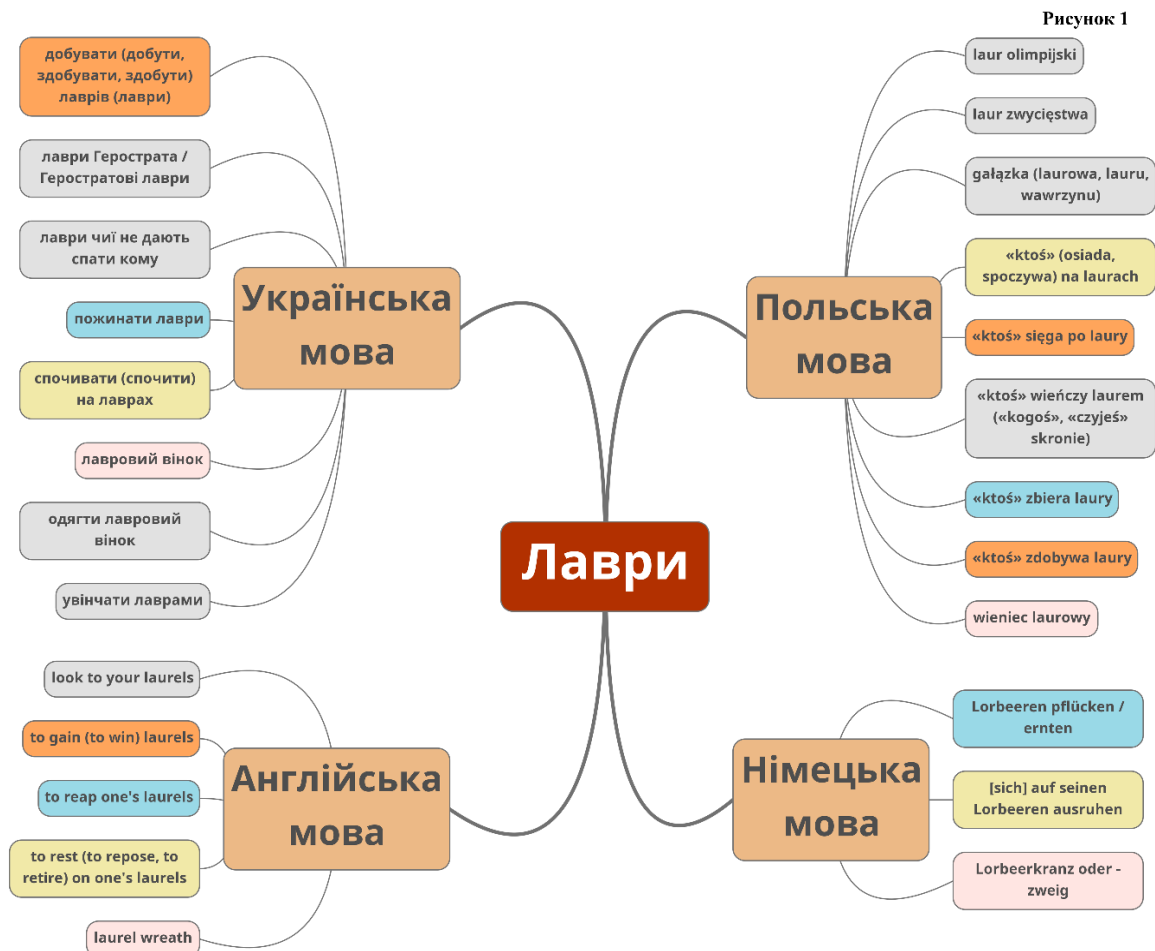 Рисунок 1
добувати (добути,
здобувати, здобути)
лаврів (лаври)
лаври Герострата /
Геростратові лаври
лаври чиї не дають
спати кому
пожинати лаври
спочивати (спочити)
на лаврах
лавровий вінок
одягти лавровий
вінок
увінчати лаврами
Українська
мова
laur olimpijski
laur zwycięstwa
gałązka (laurowa, lauru,
wawrzynu)
«ktoś» (osiada,
spoczywa) na laurach
«ktoś» sięga po laury
«ktoś» wieńczy laurem
(«kogoś», «czyjeś»
skronie)
«ktoś» zbiera laury
«ktoś» zdobywa laury
wieniec laurowy
Польська
мова
Лаври
look to your laurels
to gain (to win) laurels
to reap one's laurels
to rest (to repose, to
retire) on one's laurels
laurel wreath
Англійська
мова
Lorbeeren pflücken /
ernten
[sich] auf seinen
Lorbeeren ausruhen
Lorbeerkranz oder -
zweig
Німецька
мова